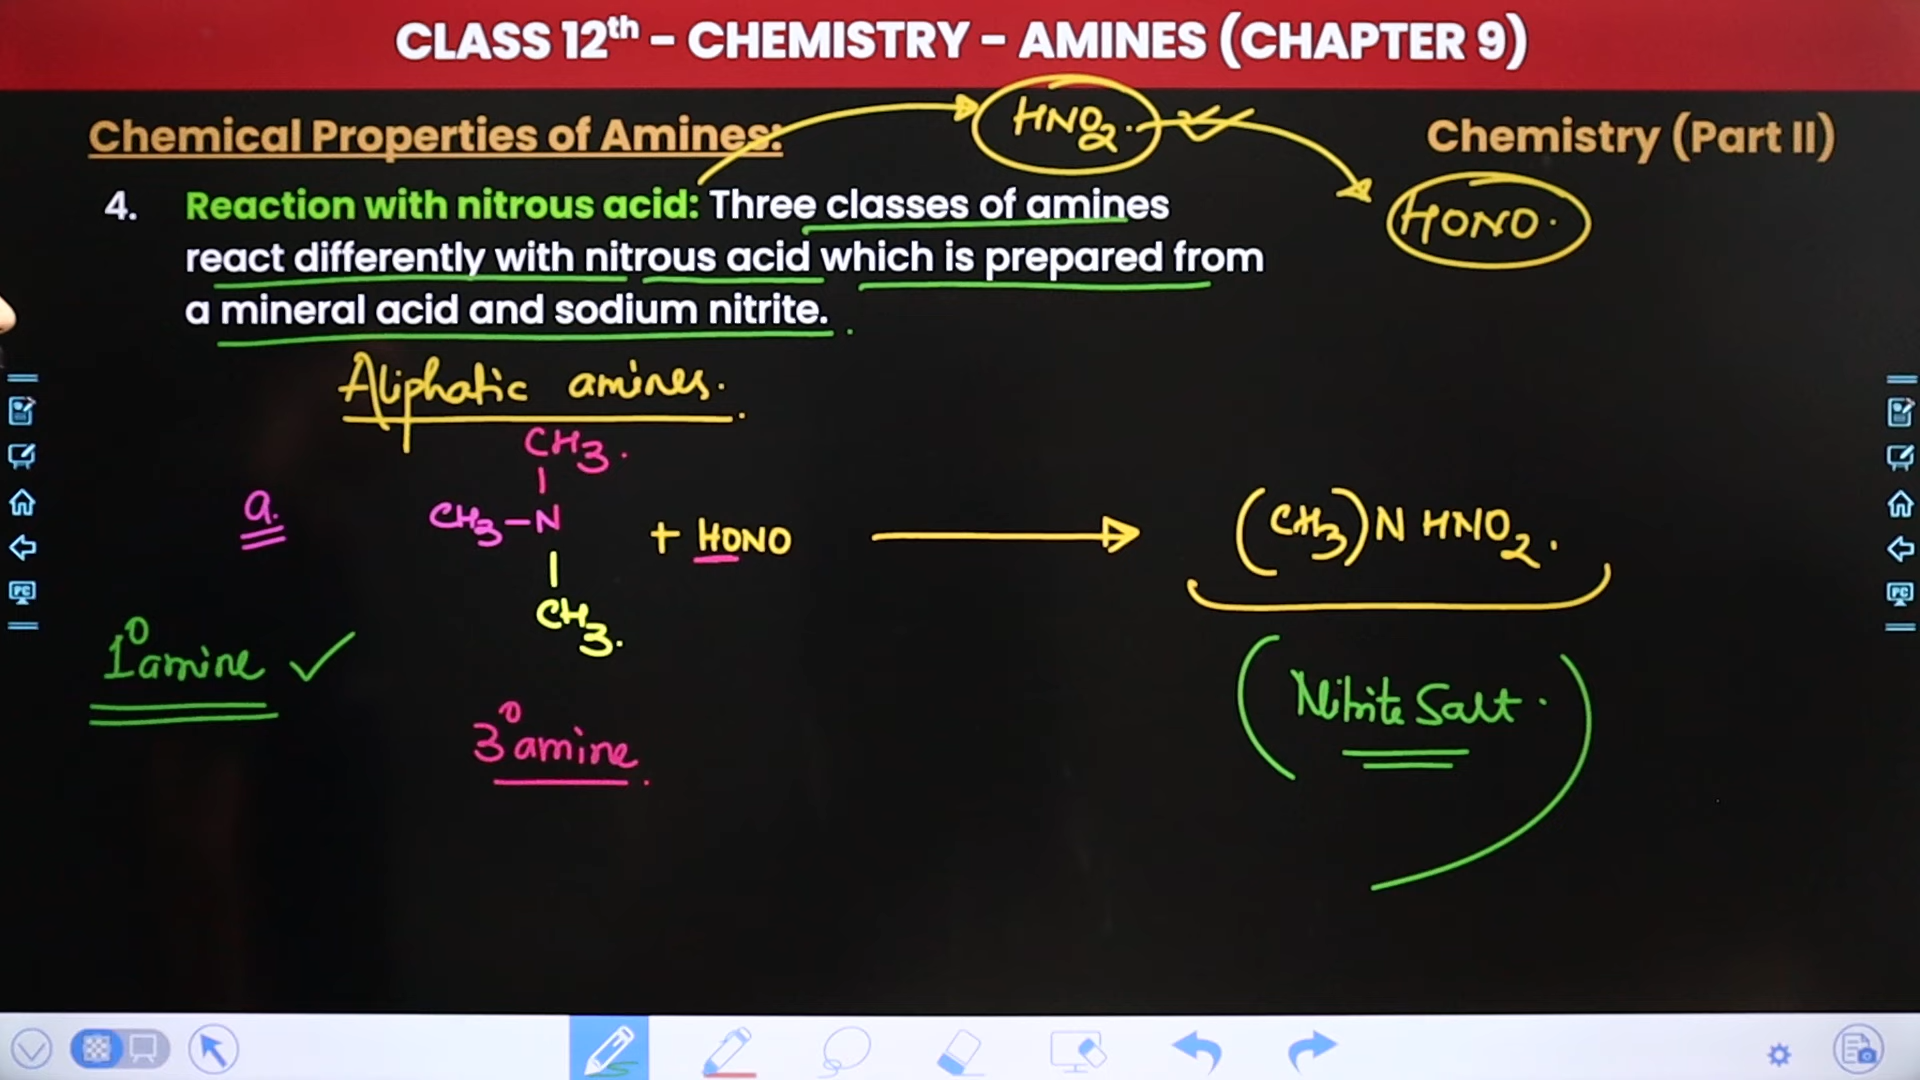 CLASS 12th - CHEMISTRY - AMINES (CHAPTER 9)
Chemical Properties of Amines:
HNO2.
Chemistry (Part II)
HONO.
4. Reaction with nitrous acid: Three classes of amines
react differently with nitrous acid which is prepared from
a mineral acid and sodium nitrite.
Aliphatic amines.
CH3.
a.
CH3-N + HONO (CH3)N HNO2.
CH3.
1° amine ✓
3° amine.
(Nitrite Salt.)